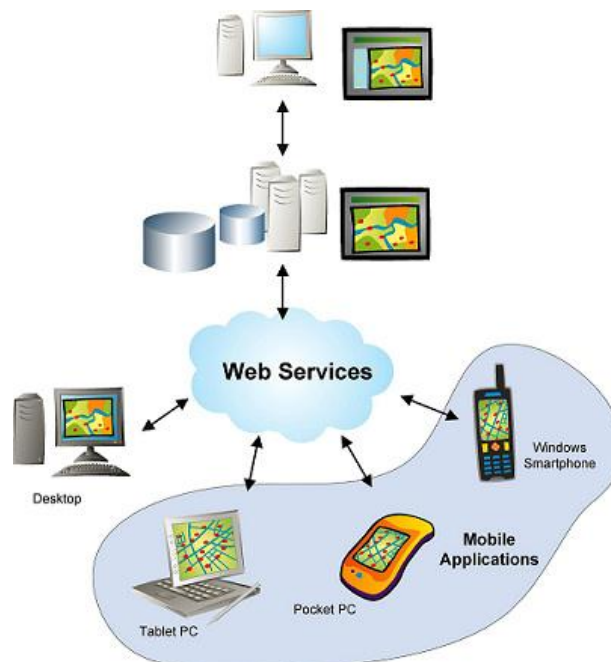 Web Services
Desktop
Windows
Smartphone
Mobile
Applications
Pocket PC
Tablet PC